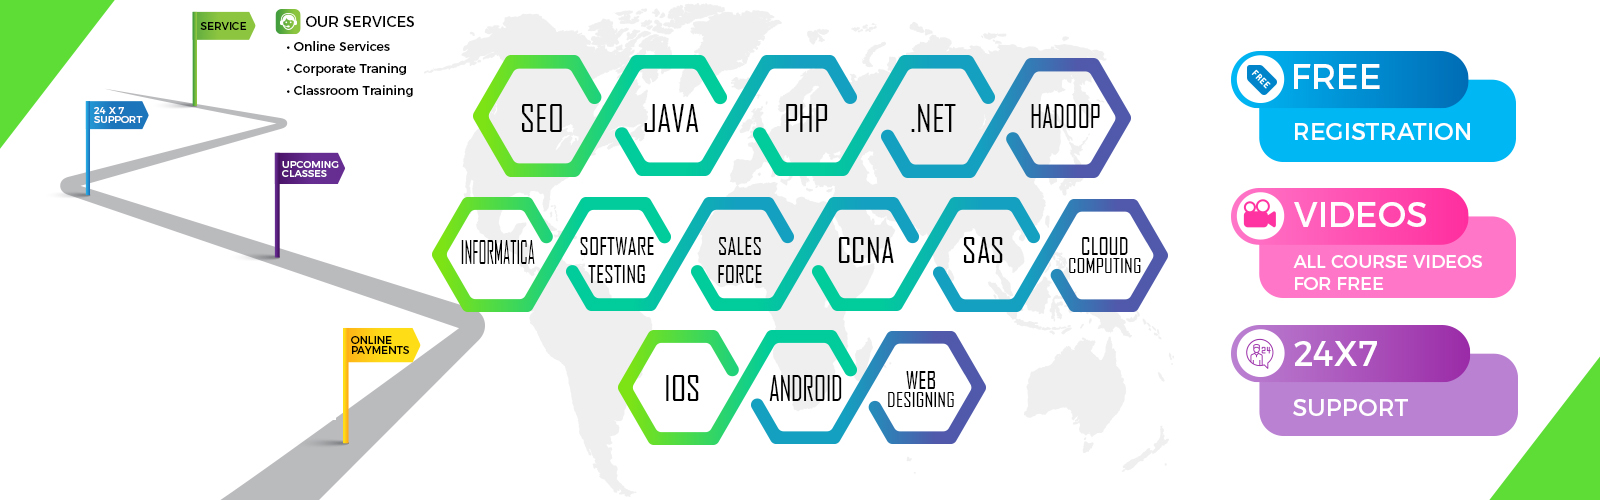 SERVICE
OUR SERVICES
• Online Services
• Corporate Traning
• Classroom Training
24 X 7
SUPPORT
UPCOMING
CLASSES
ONLINE
PAYMENTS
SEO
JAVA
PHP
.NET
HADOOP
INFORMATICA
SOFTWARE
TESTING
SALES
FORCE
CCNA
SAS
CLOUD
COMPUTING
IOS
ANDROID
WEB
DESIGNING
FREE
FREE
REGISTRATION
VIDEOS
ALL COURSE VIDEOS
FOR FREE
24
24X7
SUPPORT